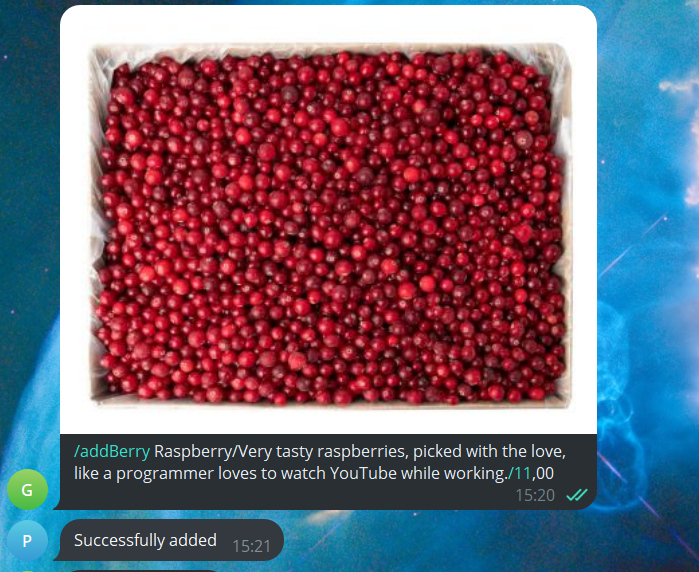 /addBerry Raspberry/Very tasty raspberries, picked with the love,
like a programmer loves to watch YouTube while working./11,00
15:20
G
P
Successfully added 15:21